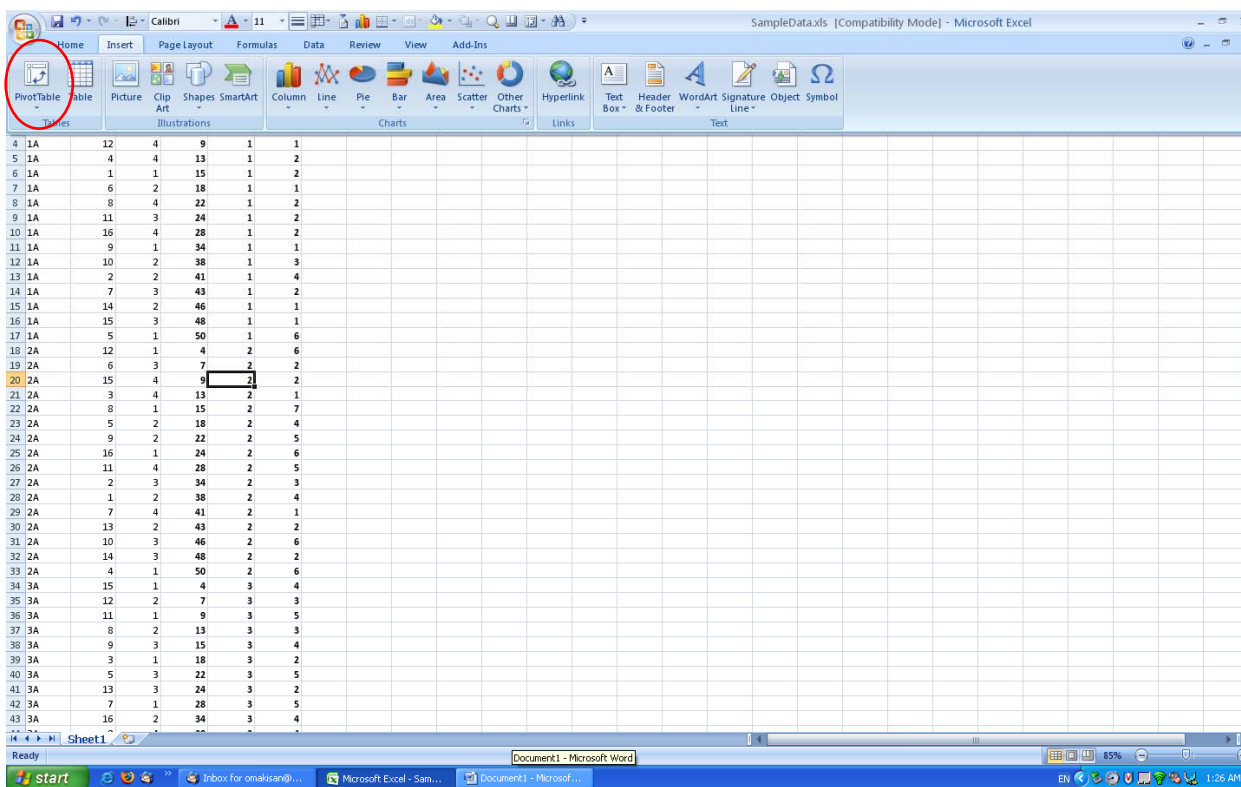 Calibri 11 SampleData.xls [Compatibility Mode] - Microsoft Excel
Home Insert Page Layout Formulas Data Review View Add-Ins
PivotTable Table Picture Clip Art Shapes SmartArt Column Line Pie Bar Area Scatter Other Charts Hyperlink Text Box Header & Footer WordArt Signature Line Object Symbol
Tables Illustrations Charts Links Text
4 1A 12 4 9 1 1
5 1A 4 4 13 1 2
6 1A 1 1 15 1 2
7 1A 6 2 18 1 1
8 1A 8 4 22 1 2
9 1A 11 3 24 1 2
10 1A 16 4 28 1 2
11 1A 9 1 34 1 1
12 1A 10 2 38 1 3
13 1A 2 2 41 1 4
14 1A 7 3 43 1 2
15 1A 14 2 46 1 1
16 1A 15 3 48 1 1
17 1A 5 1 50 1 6
18 2A 12 1 4 2 6
19 2A 6 3 7 2 2
20 2A 15 4 9 2 2
21 2A 3 4 13 2 1
22 2A 8 1 15 2 7
23 2A 5 2 18 2 4
24 2A 9 2 22 2 5
25 2A 16 1 24 2 6
26 2A 11 4 28 2 5
27 2A 2 3 34 2 3
28 2A 1 2 38 2 4
29 2A 7 4 41 2 1
30 2A 13 2 43 2 2
31 2A 10 3 46 2 6
32 2A 14 3 48 2 2
33 2A 4 1 50 2 6
34 3A 15 1 4 3 4
35 3A 12 2 7 3 3
36 3A 11 1 9 3 5
37 3A 8 2 13 3 3
38 3A 9 3 15 3 4
39 3A 3 1 18 3 2
40 3A 5 3 22 3 5
41 3A 13 3 24 3 2
42 3A 7 1 28 3 5
43 3A 16 2 34 3 4
Sheet1
Ready 85%
Document1 - Microsoft Word
start Inbox for omakisan@... Microsoft Excel - Sam... Document1 - Microsof... EN 1:26 AM